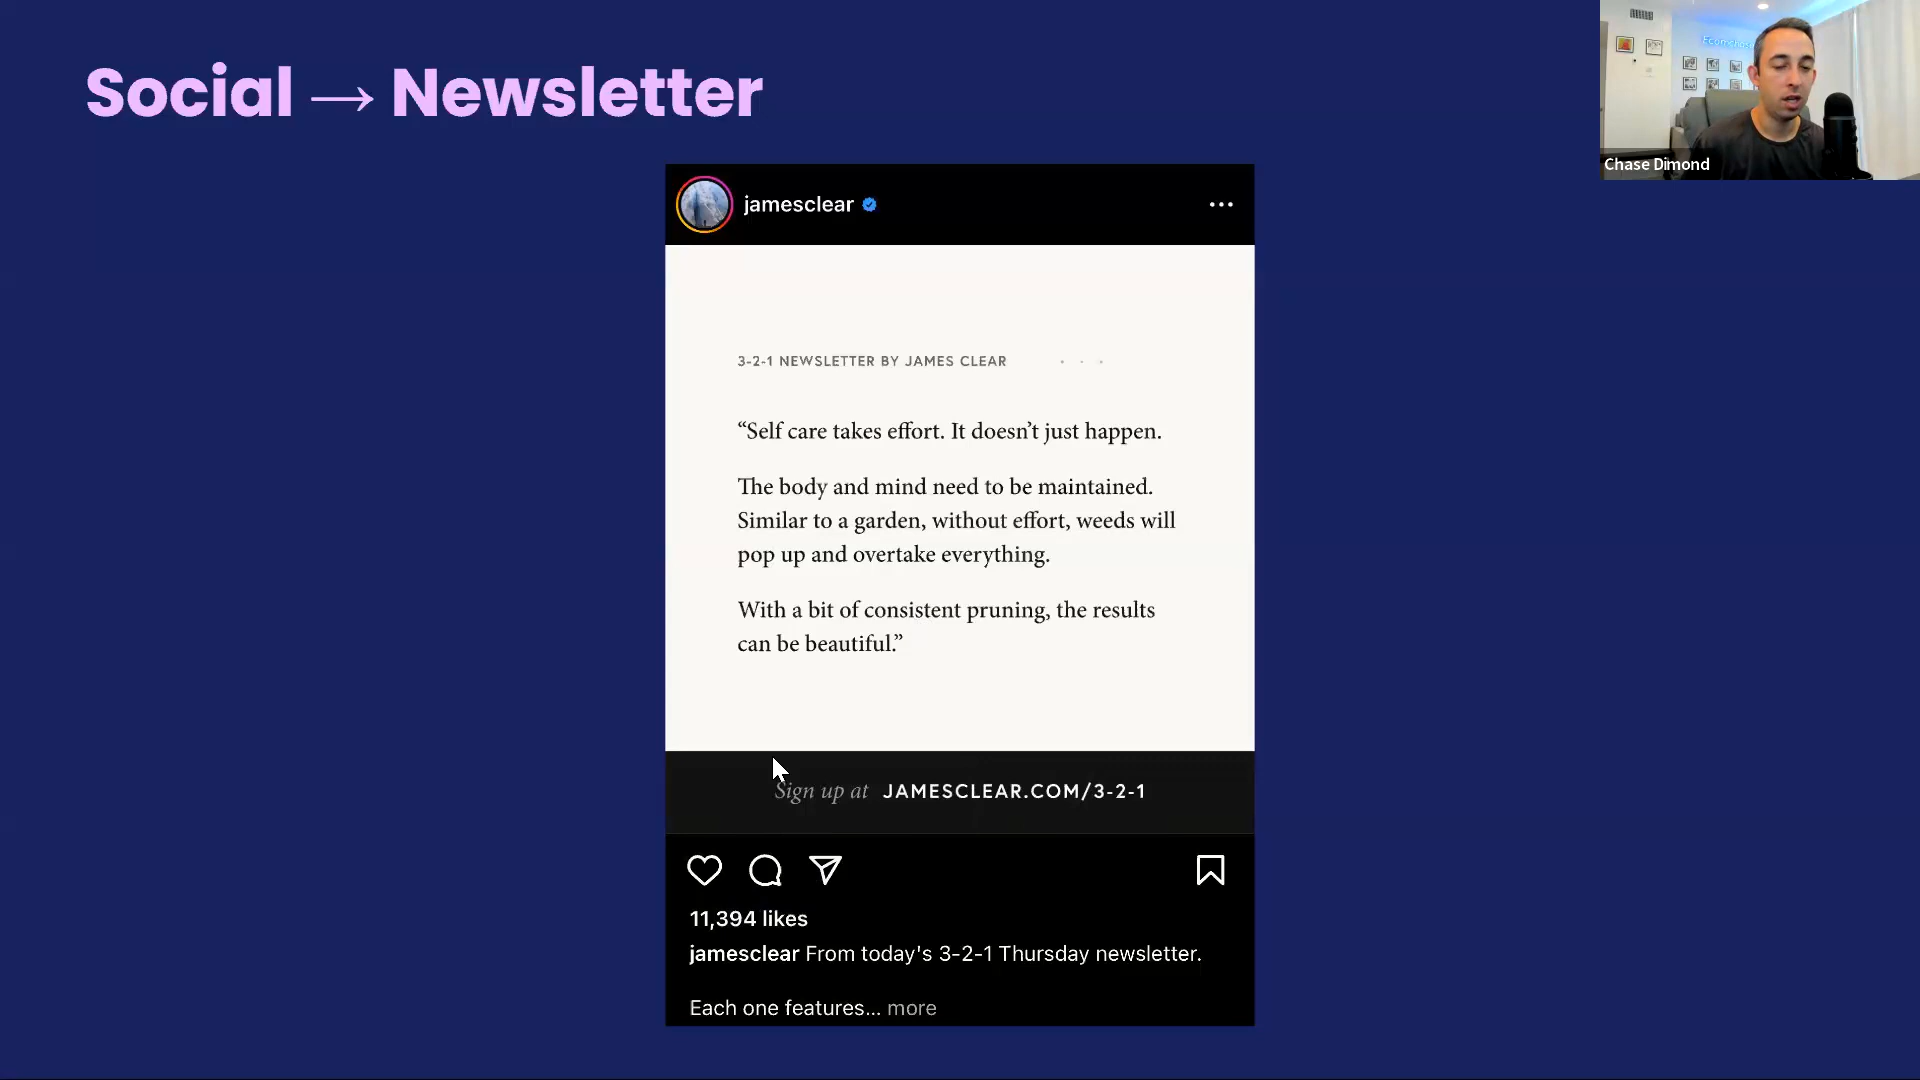 Social → Newsletter
Ecomchase
Chase Dimond
jamesclear
3-2-1 NEWSLETTER BY JAMES CLEAR
“Self care takes effort. It doesn’t just happen.
The body and mind need to be maintained.
Similar to a garden, without effort, weeds will
pop up and overtake everything.
With a bit of consistent pruning, the results
can be beautiful.”
Sign up at JAMESCLEAR.COM/3-2-1
11,394 likes
jamesclear From today's 3-2-1 Thursday newsletter.
Each one features... more